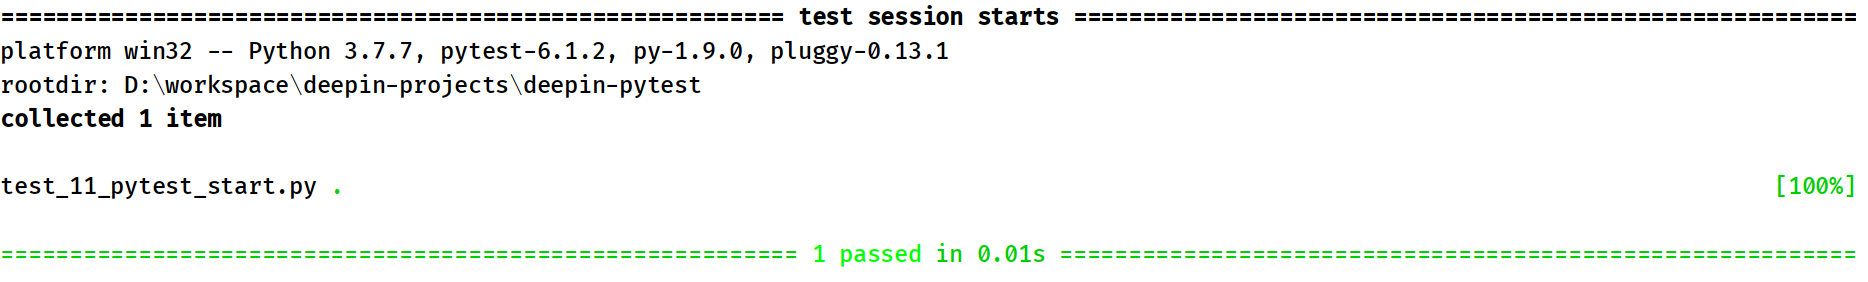 ========================================================= test session starts =========================================================
platform win32 -- Python 3.7.7, pytest-6.1.2, py-1.9.0, pluggy-0.13.1
rootdir: D:\workspace\deepin-projects\deepin-pytest
collected 1 item
test_11_pytest_start.py . [100%]
========================================================== 1 passed in 0.01s ==========================================================